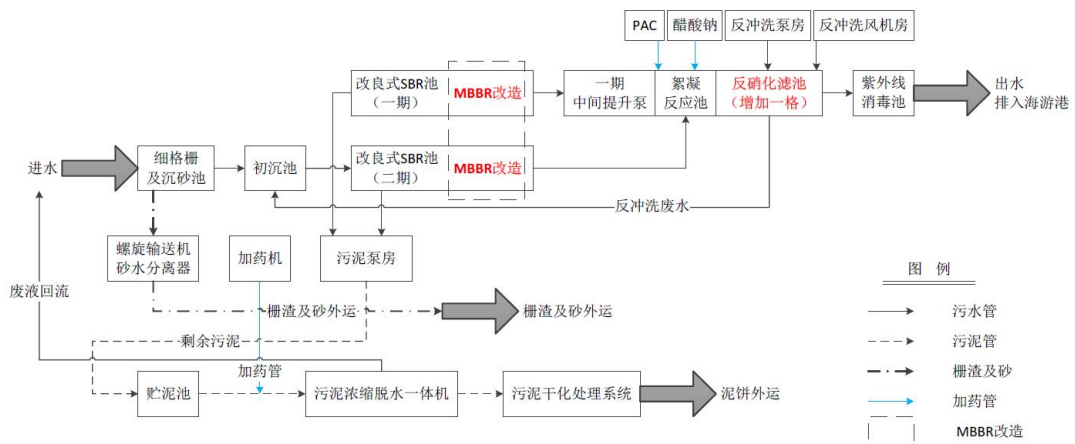 PAC
醋酸钠
反冲洗泵房
反冲洗风机房
改良式SBR池
（一期）
MBBR改造
一期
中间提升泵
絮凝
反应池
反硝化滤池
（增加一格）
紫外线
消毒池
出水
排入海游港
进水
细格栅
及沉砂池
初沉池
改良式SBR池
（二期）
MBBR改造
反冲洗废水
螺旋输送机
砂水分离器
加药机
污泥泵房
废液回流
栅渣及砂外运
栅渣及砂外运
剩余污泥
加药管
贮泥池
污泥浓缩脱水一体机
污泥干化处理系统
泥饼外运
图 例
污水管
污泥管
栅渣及砂
加药管
MBBR改造